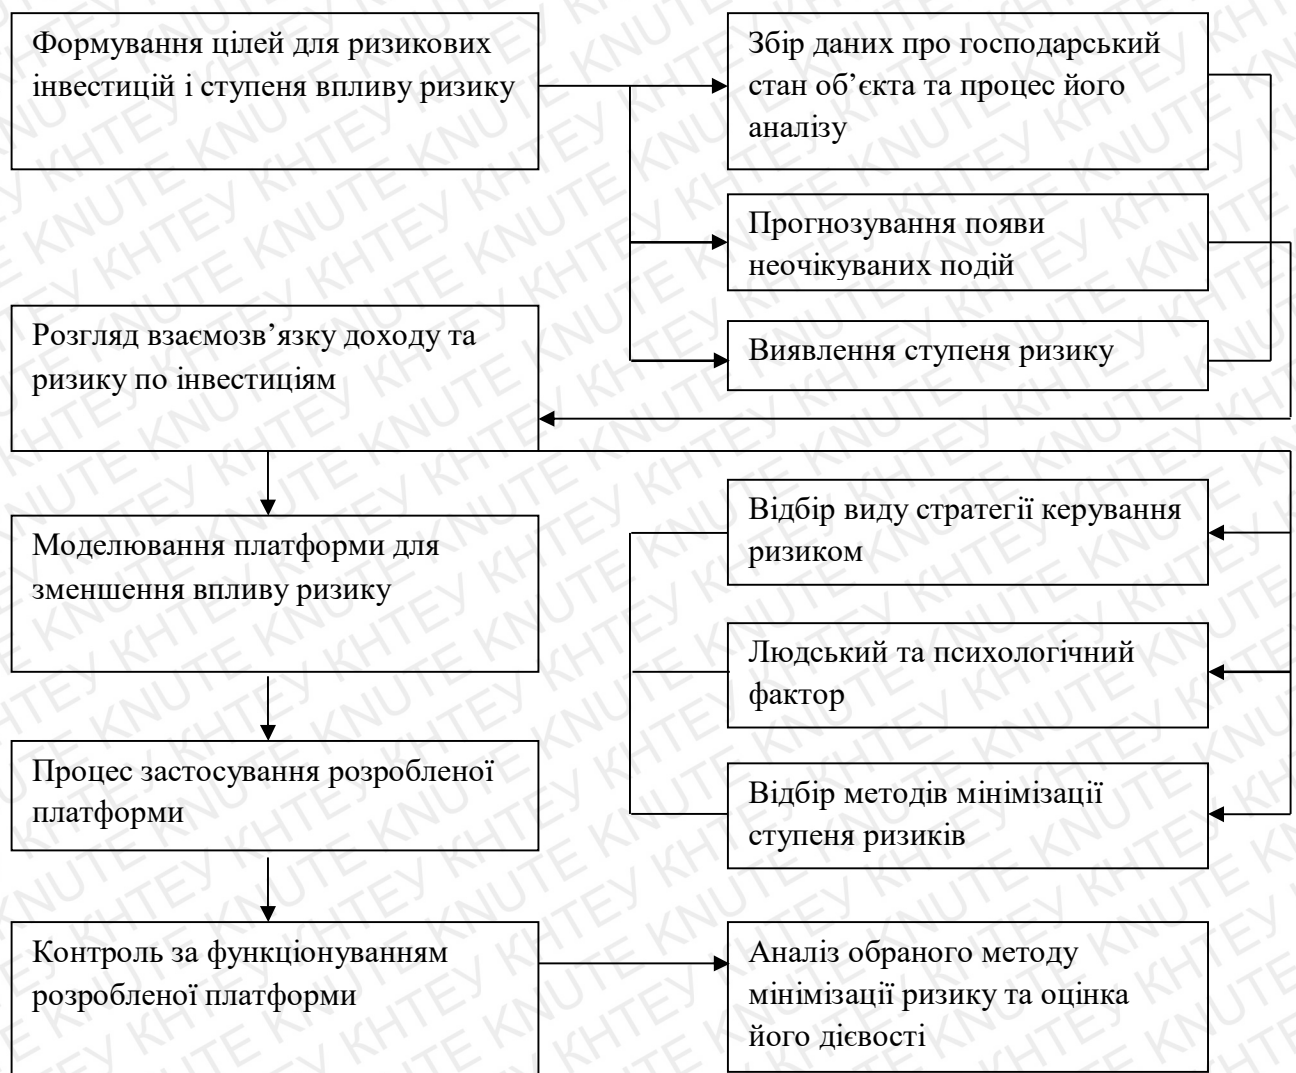 Формування цілей для ризикових
інвестицій і ступеня впливу ризику
Збір даних про господарський
стан об’єкта та процес його
аналізу
Прогнозування появи
неочікуваних подій
Виявлення ступеня ризику
Розгляд взаємозв’язку доходу та
ризику по інвестиціям
Моделювання платформи для
зменшення впливу ризику
Відбір виду стратегії керування
ризиком
Людський та психологічний
фактор
Процес застосування розробленої
платформи
Відбір методів мінімізації
ступеня ризиків
Контроль за функціонуванням
розробленої платформи
Аналіз обраного методу
мінімізації ризику та оцінка
його дієвості